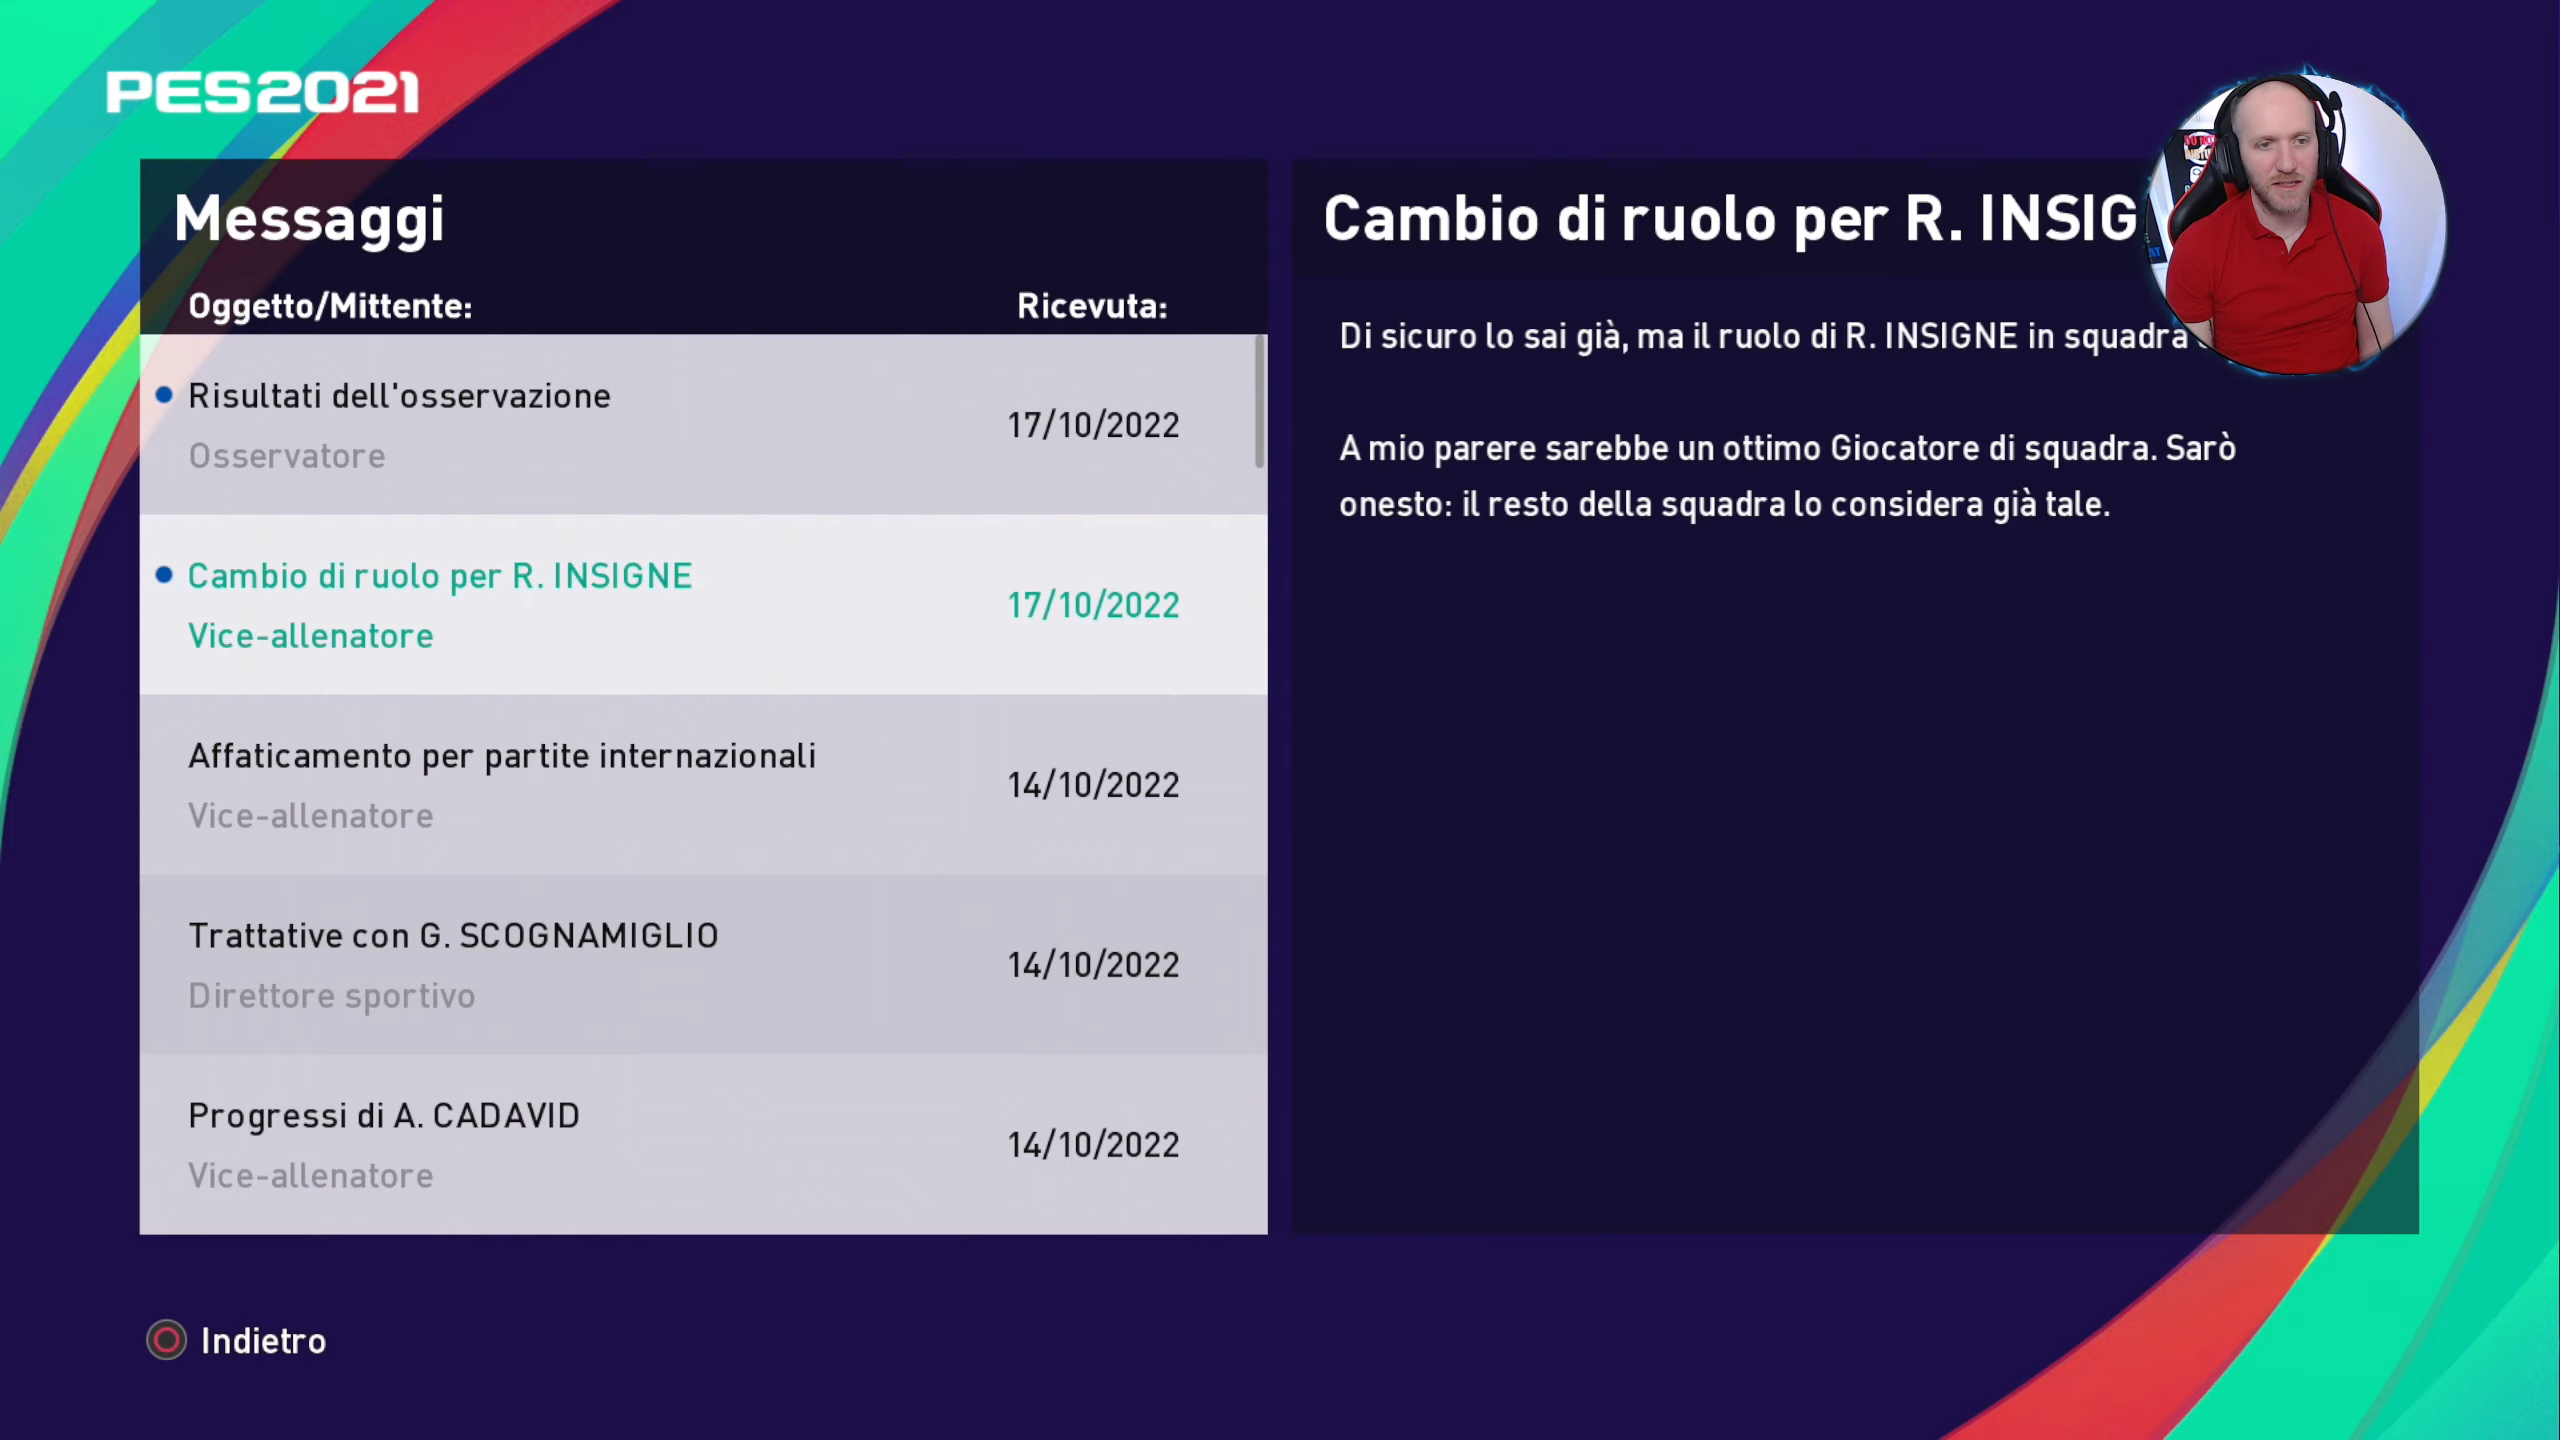 PES2021
Messaggi
Oggetto/Mittente:
Ricevuta:
Risultati dell'osservazione
Osservatore
17/10/2022
Cambio di ruolo per R. INSIGNE
Vice-allenatore
17/10/2022
Affaticamento per partite internazionali
Vice-allenatore
14/10/2022
Trattative con G. SCOGNAMIGLIO
Direttore sportivo
14/10/2022
Progressi di A. CADAVID
Vice-allenatore
14/10/2022
Cambio di ruolo per R. INSIG
Di sicuro lo sai già, ma il ruolo di R. INSIGNE in squadra
A mio parere sarebbe un ottimo Giocatore di squadra. Sarò
onesto: il resto della squadra lo considera già tale.
Indietro